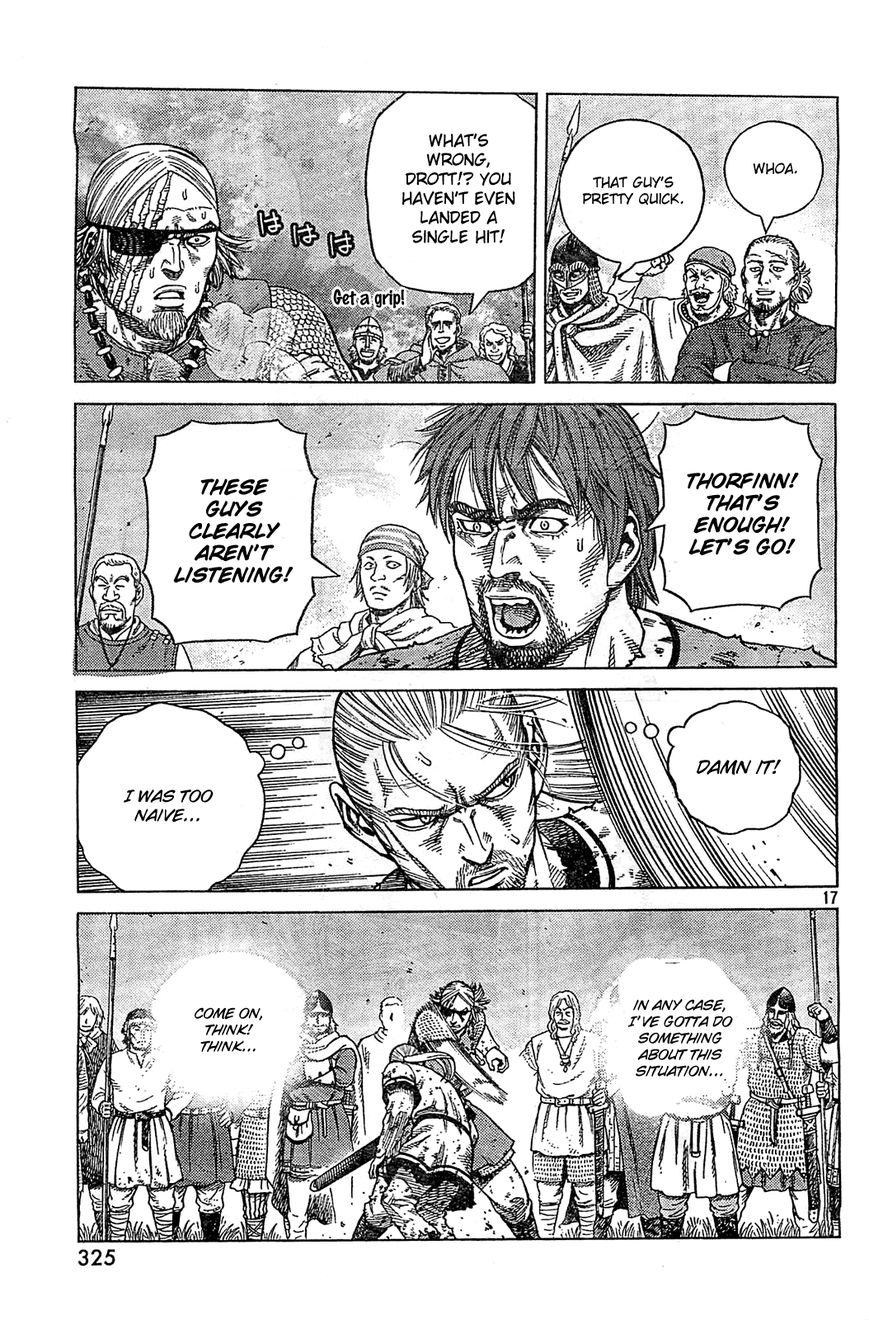 WHOA.
THAT GUY'S
PRETTY QUICK.
WHAT'S
WRONG,
DROTT!? YOU
HAVEN'T EVEN
LANDED A
SINGLE HIT!
は は は は
Get a grip!
THORFINN!
THAT'S
ENOUGH!
LET'S GO!
THESE
GUYS
CLEARLY
AREN'T
LISTENING!
DAMN IT!
I WAS TOO
NAIVE...
17
IN ANY CASE,
I'VE GOTTA DO
SOMETHING
ABOUT THIS
SITUATION...
COME ON,
THINK!
THINK...
325